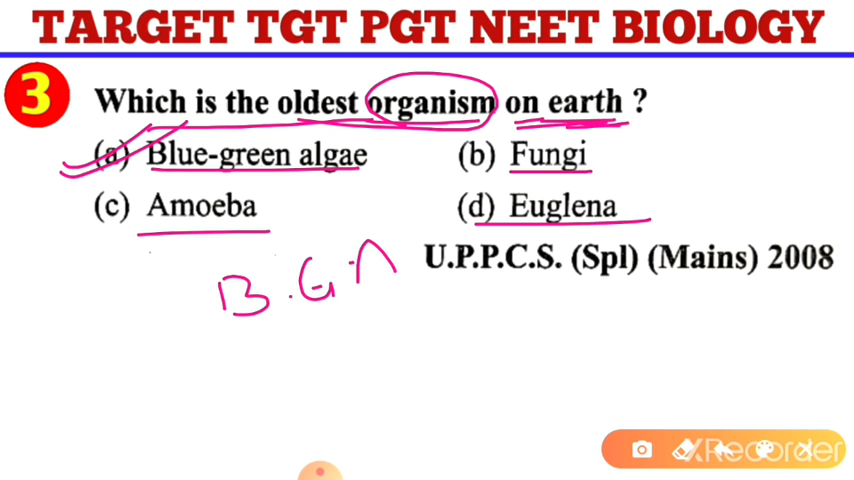 TARGET TGT PGT NEET BIOLOGY
3 Which is the oldest organism on earth ?
(a) Blue-green algae (b) Fungi
(c) Amoeba (d) Euglena
U.P.P.C.S. (Spl) (Mains) 2008
B.G.A
XRecorder